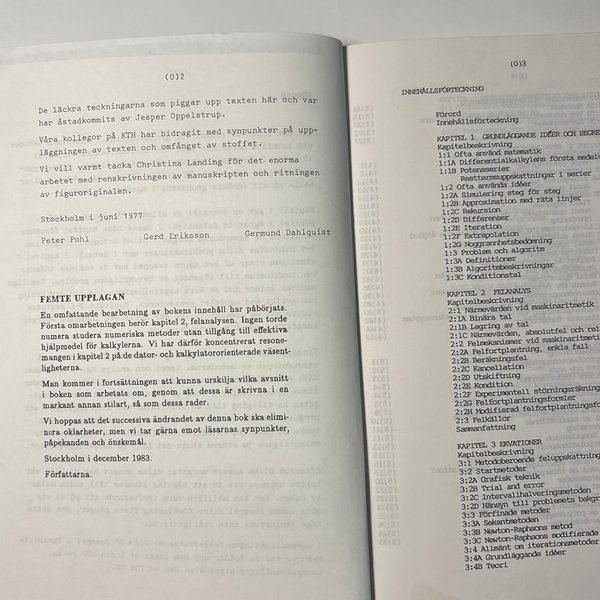 (0)2
De läckra teckningarna som piggar upp texten här och var
har åstadkommits av Jesper Oppelstrup.
Våra kollegor på KTH har bidragit med synpunkter på upp-
läggningen av texten och omfånget av stoffet.
Vi vill varmt tacka Christina Landing för det enorma
arbetet med renskrivningen av manuskripten och ritningen
av figuroriginalen.
Stockholm i juni 1977
Peter Pohl Gerd Eriksson Germund Dahlquist
FEMTE UPPLAGAN
En omfattande bearbetning av bokens innehåll har påbörjats.
Första omarbetningen berör kapitel 2, felanalysen. Ingen torde
numera studera numeriska metoder utan tillgång till effektiva
hjälpmedel för kalkylerna. Vi har därför koncentrerat resone-
mangen i kapitel 2 på de dator- och kalkylatororienterade väsent-
ligheterna.
Man kommer i fortsättningen att kunna urskilja vilka avsnitt
i boken som arbetats om, genom att dessa är skrivna i en
markant annan stilart, så som dessa rader.
Vi hoppas att det successiva ändrandet av denna bok ska elimi-
nera oklarheter, men vi tar gärna emot läsarnas synpunkter,
påpekanden och önskemål.
Stockholm i december 1983.
Författarna.
(0)3
INNEHÅLLSFÖRTECKNING
Förord
Innehållsförteckning
KAPITEL 1 GRUNDLÄGGANDE IDÉER OCH BEGRE
Kapitelbeskrivning
1:1 Ofta använd matematik
1:1A Differentialkalkylens första medelv
1:1B Potensserier
Resttermsuppskattningar i serier
1:2 Ofta använda idéer
1:2A Simulering steg för steg
1:2B Approximation med räta linjer
1:2C Rekursion
1:2D Differenser
1:2E Iteration
1:2F Extrapolation
1:2G Noggrannhetsbedömning
1:3 Problem och algoritm
1:3A Definitioner
1:3B Algoritmbeskrivningar
1:3C Konditionstal
KAPITEL 2 FELANALYS
Kapitelbeskrivning
2:1 Närmevärden vid maskinaritmetik
2:1A Binära tal
2:1B Lagring av tal
2:1C Närmevärden, absolutfel och rel
2:2 Felmekanismer vid maskinaritmeti
2:2A Felfortplantning, enkla fall
2:2B Beräkningsfel
2:2C Cancellation
2:2D Utskiftning
2:2E Kondition
2:2F Experimentell störningsräkning
2:2G Felfortplantningsformler
2:2H Modifierad felfortplantningsfor
2:3 Felkällor
Sammanfattning
KAPITEL 3 EKVATIONER
Kapitelbeskrivning
3:1 Metodoberoende feluppskattning
3:2 Startmetoder
3:2A Grafisk teknik
3:2B Trial and error
3:2C Intervallhalveringsmetoden
3:2D Hänsyn till problemets bakgr
3:3 Förfinade metoder
3:3A Sekantmetoden
3:3B Newton-Raphsons metod
3:3C Newton-Raphsons modifierade
3:4 Allmänt om iterationsmetoder
3:4A Grundläggande idéer
3:4B Teori